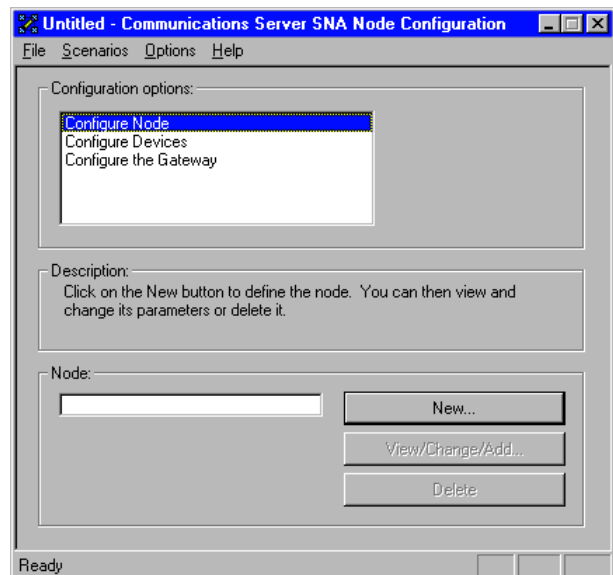 Untitled - Communications Server SNA Node Configuration
File Scenarios Options Help
Configuration options:
Configure Node
Configure Devices
Configure the Gateway
Description:
Click on the New button to define the node. You can then view and
change its parameters or delete it.
Node:
New...
View/Change/Add...
Delete
Ready